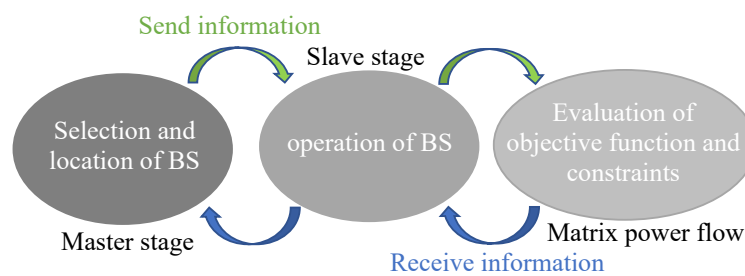 Send information
Slave stage
Selection and
location of BS
operation of BS
Evaluation of
objective function and
constraints
Master stage
Matrix power flow
Receive information